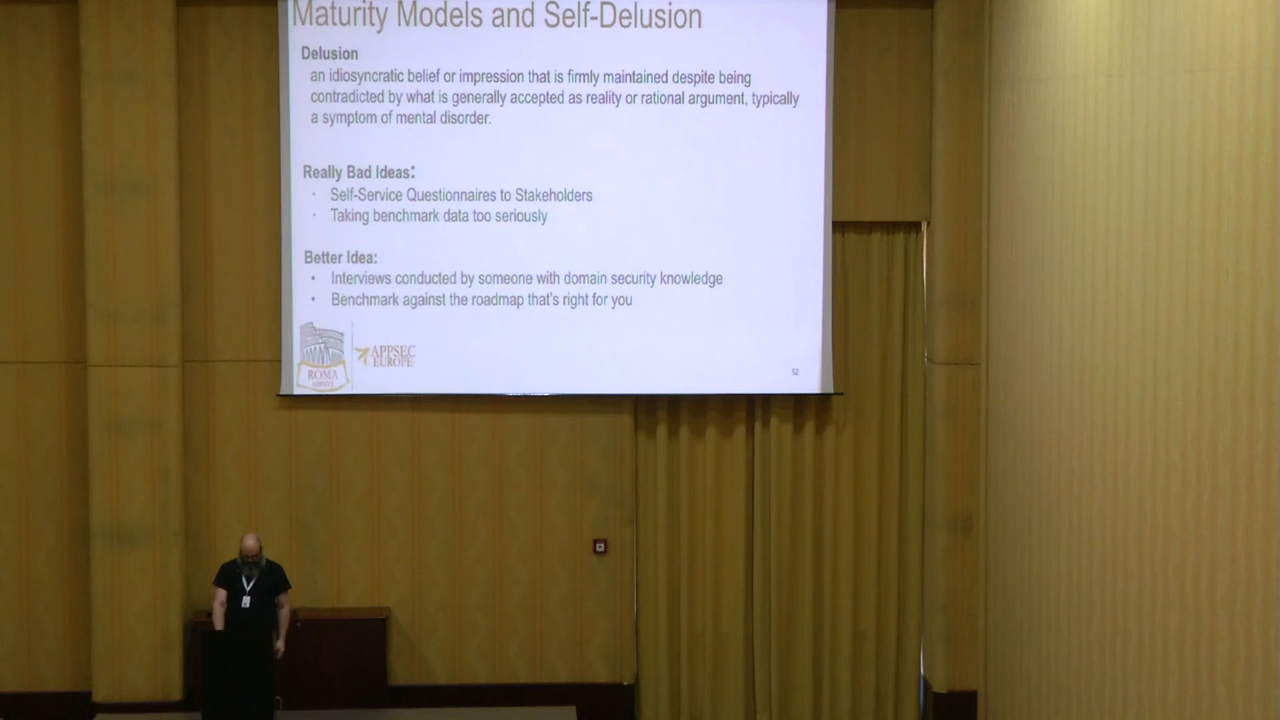 Maturity Models and Self-Delusion
Delusion
an idiosyncratic belief or impression that is firmly maintained despite being
contradicted by what is generally accepted as reality or rational argument, typically
a symptom of mental disorder.
Really Bad Ideas:
· Self-Service Questionnaires to Stakeholders
· Taking benchmark data too seriously
Better Idea:
• Interviews conducted by someone with domain security knowledge
• Benchmark against the roadmap that's right for you
ROMA
APPSEC
EUROPE
52